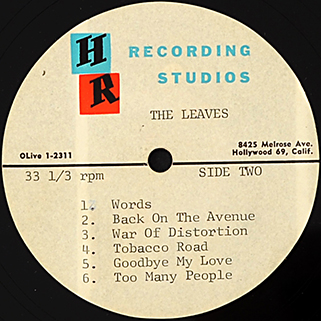 H R RECORDING
STUDIOS
THE LEAVES
OLive 1-2311
8425 Melrose Ave.
Hollywood 69, Calif.
33 1/3 rpm SIDE TWO
1. Words
2. Back On The Avenue
3. War Of Distortion
4. Tobacco Road
5. Goodbye My Love
6. Too Many People